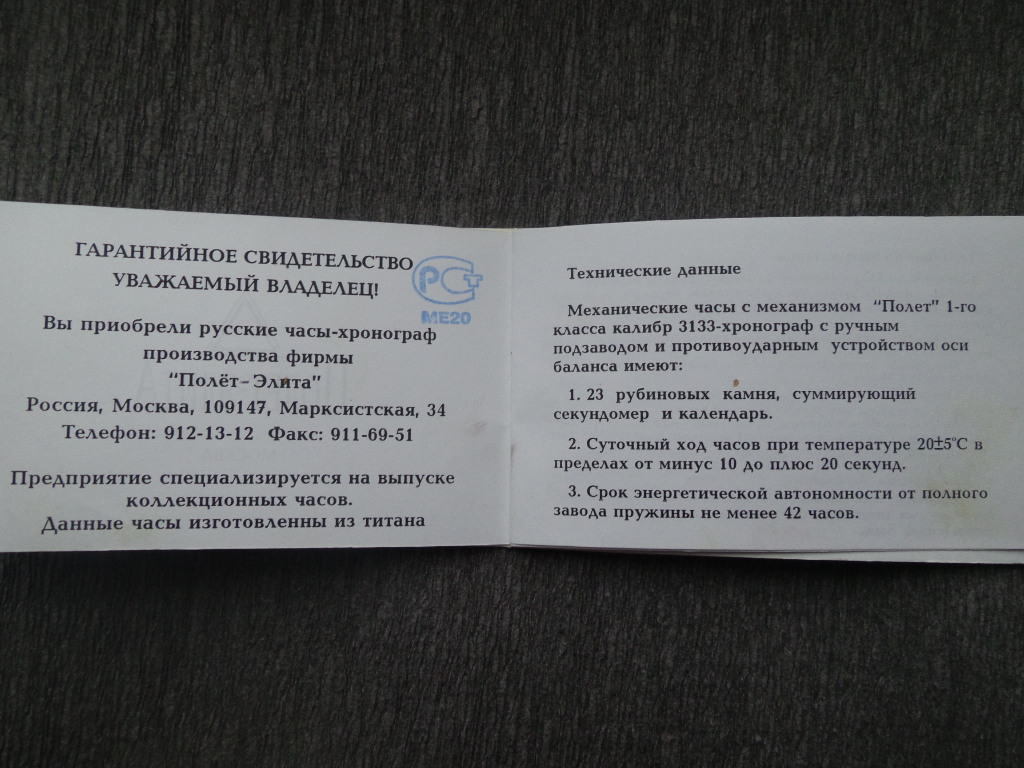 ГАРАНТИЙНОЕ СВИДЕТЕЛЬСТВО
УВАЖАЕМЫЙ ВЛАДЕЛЕЦ!
РСТ
МЕ20
Вы приобрели русские часы-хронограф
производства фирмы
"Полёт-Элита"
Россия, Москва, 109147, Марксистская, 34
Телефон: 912-13-12 Факс: 911-69-51
Предприятие специализируется на выпуске
коллекционных часов.
Данные часы изготовленны из титана
Технические данные
Механические часы с механизмом "Полет" 1-го
класса калибр 3133-хронограф с ручным
подзаводом и противоударным устройством оси
баланса имеют:
1. 23 рубиновых камня, суммирующий
секундомер и календарь.
2. Суточный ход часов при температуре 20±5°С в
пределах от минус 10 до плюс 20 секунд.
3. Срок энергетической автономности от полного
завода пружины не менее 42 часов.